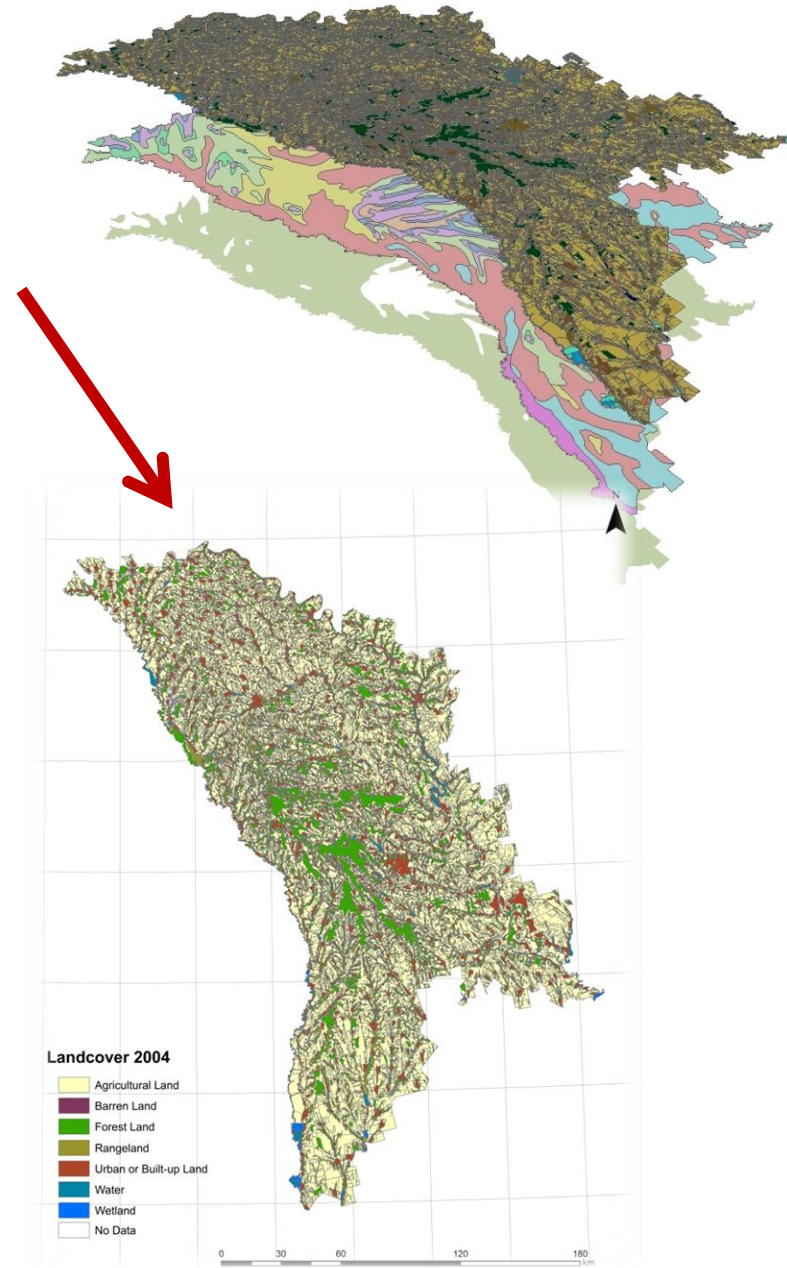 N
Landcover 2004
Agricultural Land
Barren Land
Forest Land
Rangeland
Urban or Built-up Land
Water
Wetland
No Data
0 30 60 120 180
km